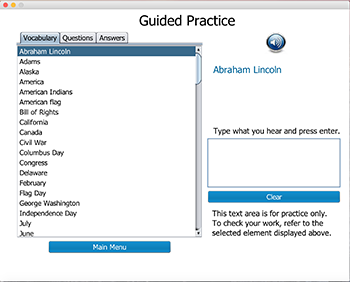 Guided Practice
Vocabulary Questions Answers
Abraham Lincoln
Adams
Alaska
America
American Indians
American flag
Bill of Rights
California
Canada
Civil War
Columbus Day
Congress
Delaware
February
Flag Day
George Washington
Independence Day
July
June
Main Menu
Abraham Lincoln
Type what you hear and press enter.
Clear
This text area is for practice only.
To check your work, refer to the
selected element displayed above.